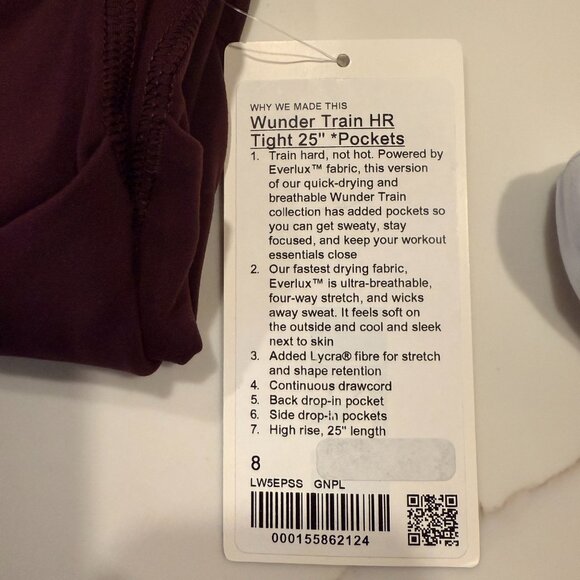 WHY WE MADE THIS
Wunder Train HR
Tight 25" *Pockets
1. Train hard, not hot. Powered by
Everlux™ fabric, this version
of our quick-drying and
breathable Wunder Train
collection has added pockets so
you can get sweaty, stay
focused, and keep your workout
essentials close
2. Our fastest drying fabric,
Everlux™ is ultra-breathable,
four-way stretch, and wicks
away sweat. It feels soft on
the outside and cool and sleek
next to skin
3. Added Lycra® fibre for stretch
and shape retention
4. Continuous drawcord
5. Back drop-in pocket
6. Side drop-in pockets
7. High rise, 25" length
8
LW5EPSS GNPL
000155862124